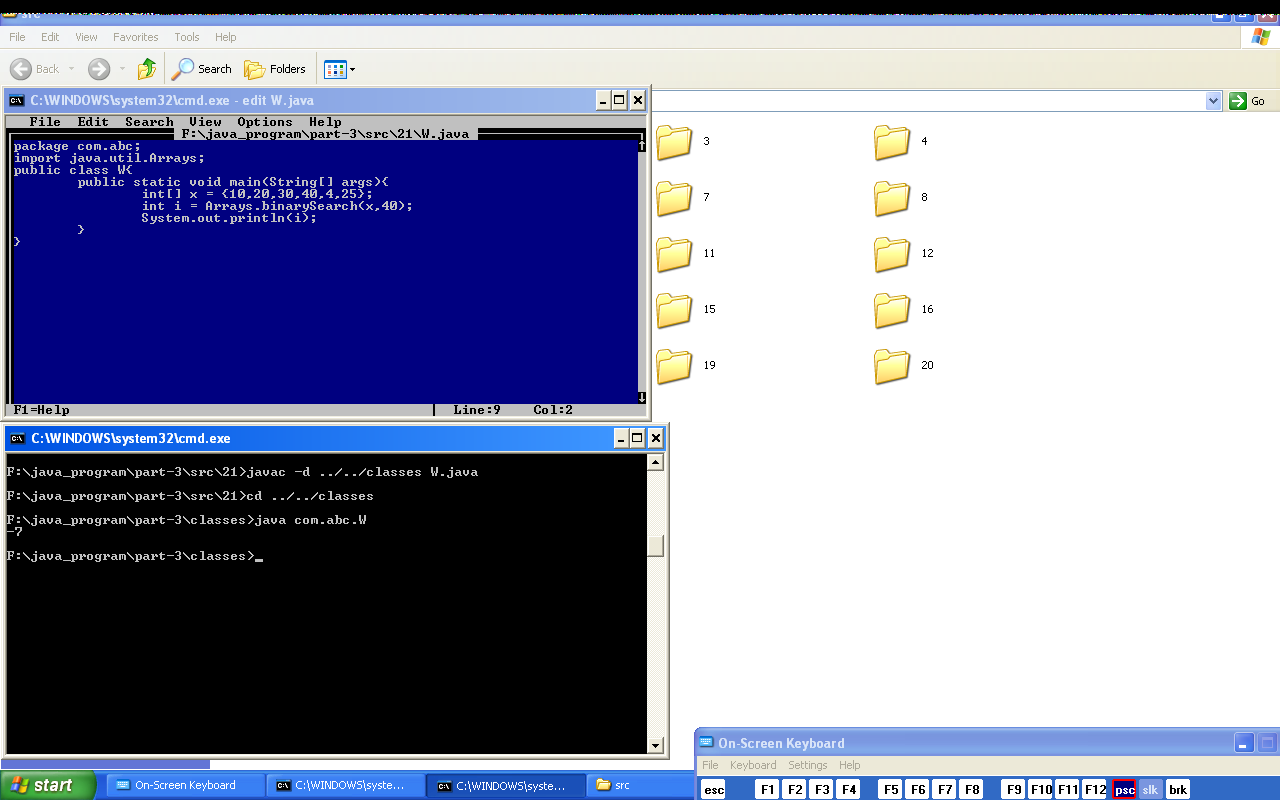 src
File Edit View Favorites Tools Help
Back Search Folders
Go
C:\WINDOWS\system32\cmd.exe - edit W.java
File Edit Search View Options Help
F:\java_program\part-3\src\21\W.java
package com.abc;
import java.util.Arrays;
public class W{
        public static void main(String[] args){
                int[] x = {10,20,30,40,4,25};
                int i = Arrays.binarySearch(x,40);
                System.out.println(i);
        }
}
F1=Help Line:9 Col:2
3 4
7 8
11 12
15 16
19 20
C:\WINDOWS\system32\cmd.exe
F:\java_program\part-3\src\21>javac -d ../../classes W.java
F:\java_program\part-3\src\21>cd ../../classes
F:\java_program\part-3\classes>java com.abc.W
-7
F:\java_program\part-3\classes>_
On-Screen Keyboard
File Keyboard Settings Help
esc F1 F2 F3 F4 F5 F6 F7 F8 F9 F10 F11 F12 psc slk brk
start On-Screen Keyboard C:\WINDOWS\syste... C:\WINDOWS\syste... src